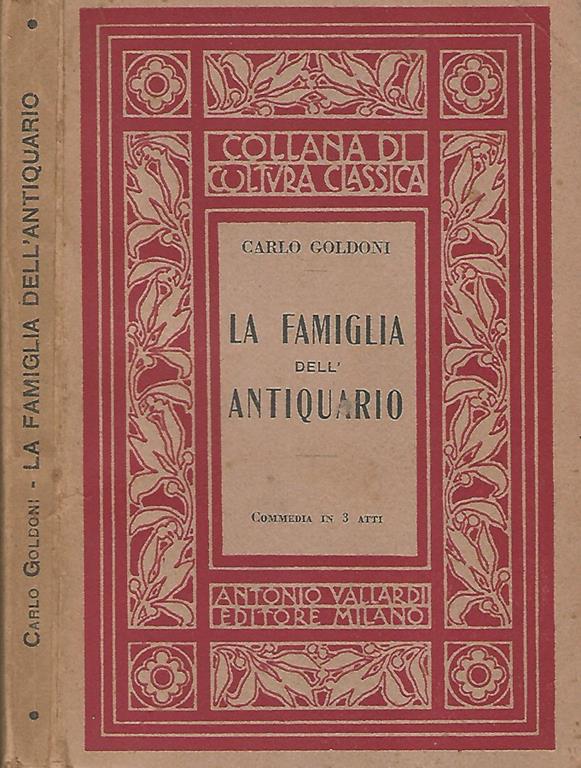 Carlo Goldoni - LA FAMIGLIA DELL'ANTIQUARIO
COLLANA DI
COLTVRA CLASSICA
CARLO GOLDONI
LA FAMIGLIA
DELL'
ANTIQUARIO
COMMEDIA IN 3 ATTI
ANTONIO VALLARDI
EDITORE MILANO